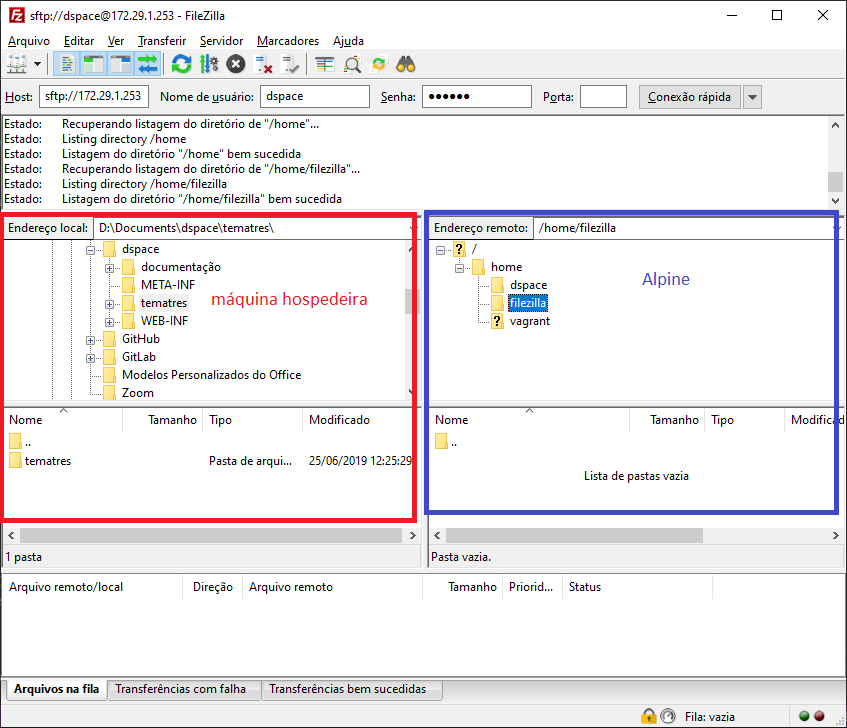 sftp://dspace@172.29.1.253 - FileZilla
Arquivo Editar Ver Transferir Servidor Marcadores Ajuda
Host: sftp://172.29.1.253 Nome de usuário: dspace Senha: ●●●●●● Porta: Conexão rápida
Estado: Recuperando listagem do diretório de "/home"...
Estado: Listing directory /home
Estado: Listagem do diretório "/home" bem sucedida
Estado: Recuperando listagem do diretório de "/home/filezilla"...
Estado: Listing directory /home/filezilla
Estado: Listagem do diretório "/home/filezilla" bem sucedida
Endereço local: D:\Documents\dspace\tematres\
dspace
documentação
META-INF
tematres
WEB-INF
GitHub
GitLab
Modelos Personalizados do Office
Zoom
máquina hospedeira
Nome Tamanho Tipo Modificado
..
tematres Pasta de arqui... 25/06/2019 12:25:29
1 pasta
Endereço remoto: /home/filezilla
? /
home
dspace
filezilla
? vagrant
Alpine
Nome Tamanho Tipo Modificad
..
Lista de pastas vazia
Pasta vazia.
Arquivo remoto/local Direção Arquivo remoto Tamanho Priorid... Status
Arquivos na fila Transferências com falha Transferências bem sucedidas
Fila: vazia